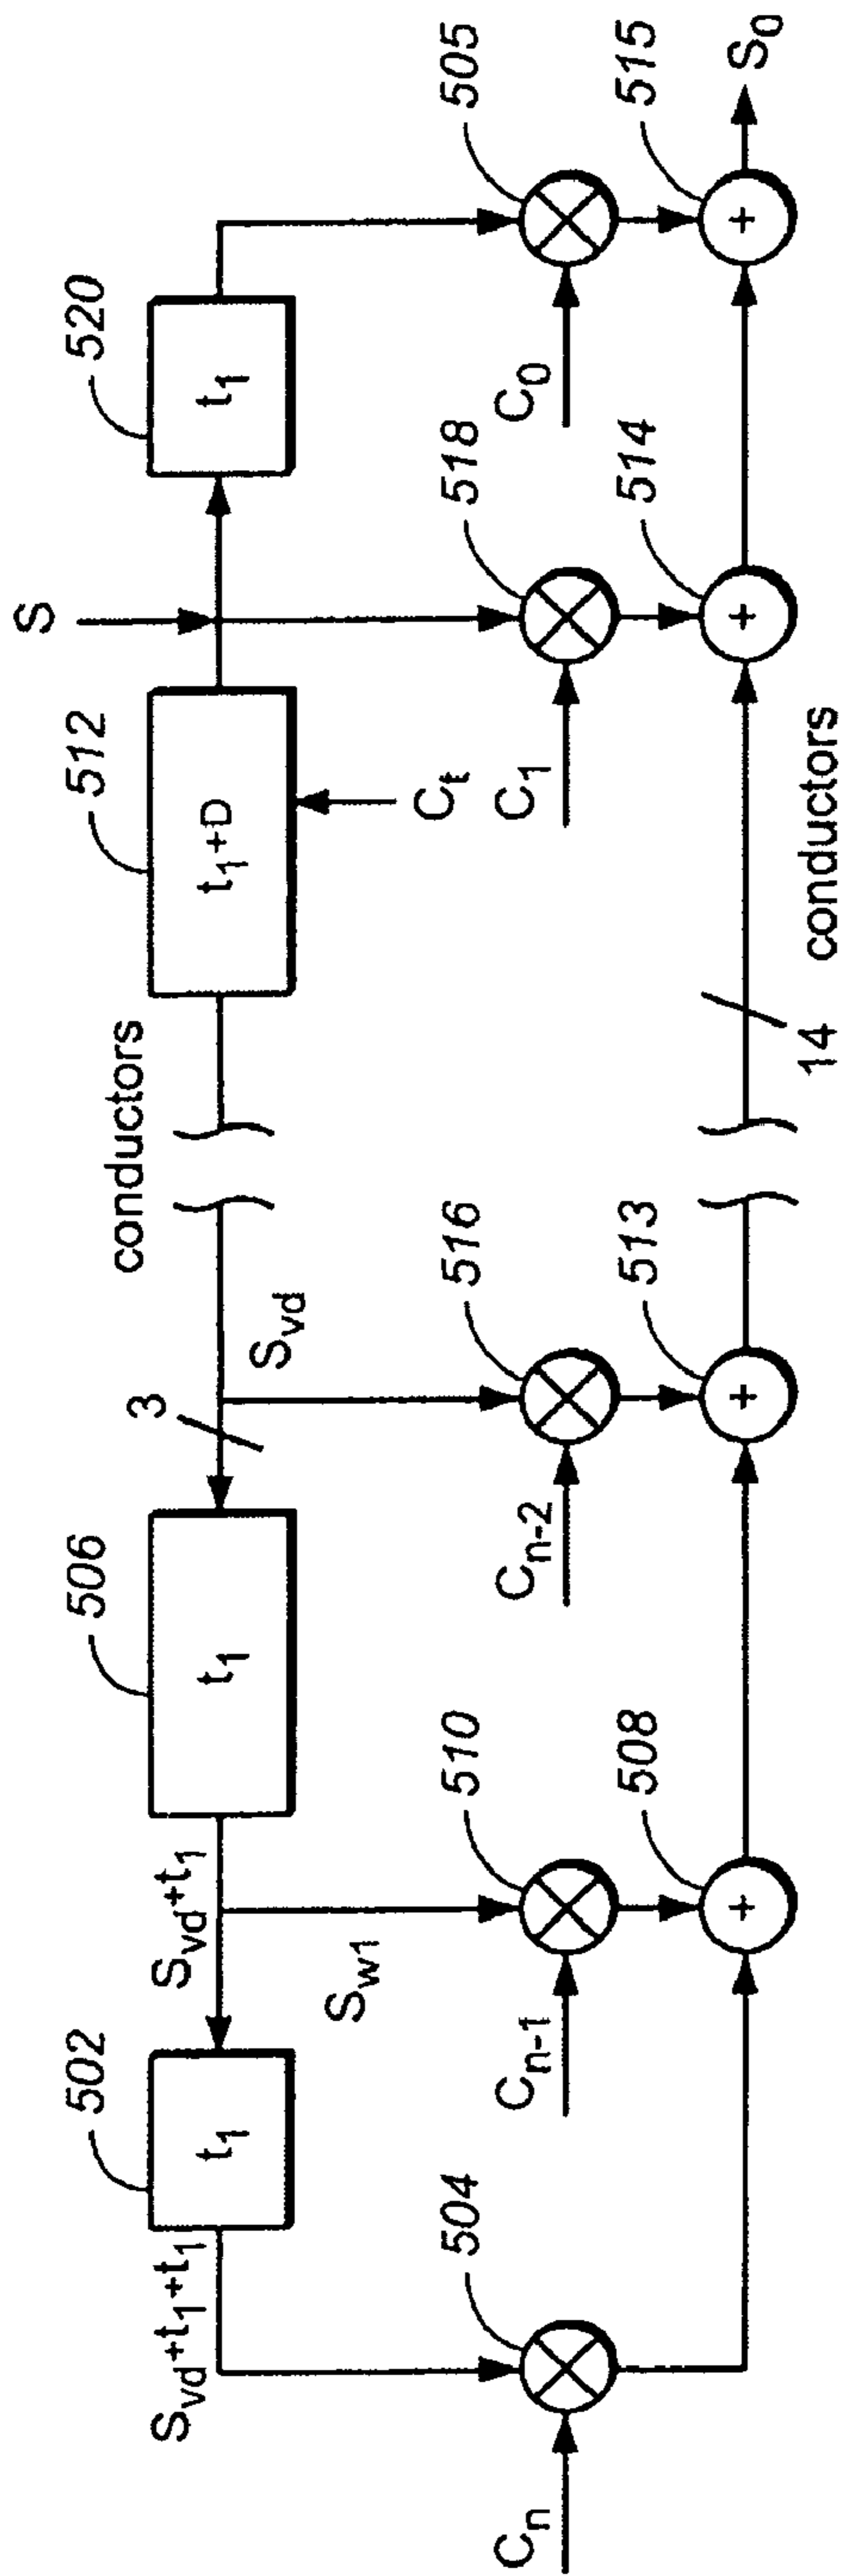 S
520
t1
512
t1+D
conductors
Svd
3
506
t1
Svd+t1
502
t1
Svd+t1+t1
Sw1
Ct
505
C0
518
C1
516
Cn-2
510
Cn-1
504
Cn
515
S0
514
14
conductors
513
508